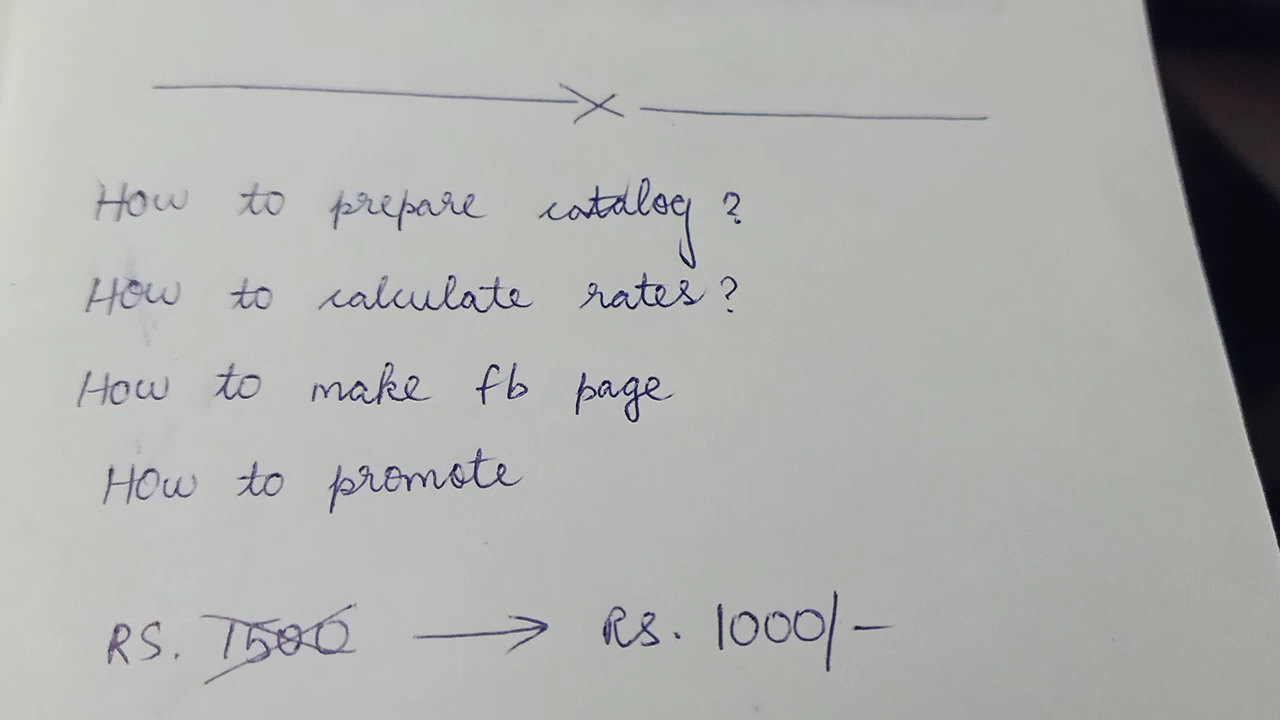 How to prepare catalog ?
How to calculate rates ?
How to make fb page
How to promote
RS. 1500 → RS. 1000/-